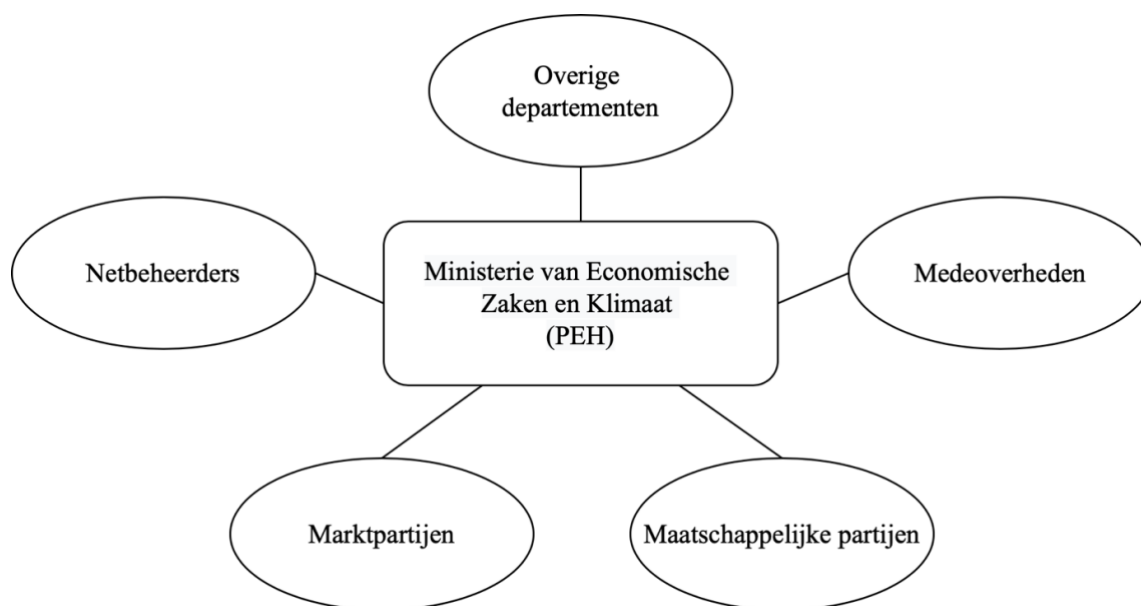 Overige
departementen
Netbeheerders
Ministerie van Economische
Zaken en Klimaat
(PEH)
Medeoverheden
Marktpartijen
Maatschappelijke partijen